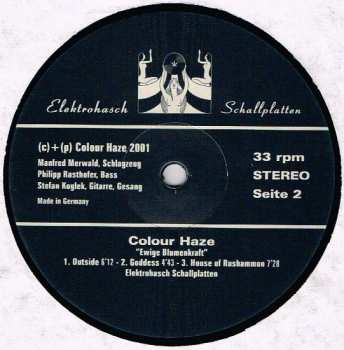 Elektrohasch Schallplatten
(c)+(p) Colour Haze 2001
Manfred Merwald, Schlagzeug
Philipp Rasthofer, Bass
Stefan Koglek, Gitarre, Gesang
Made in Germany
33 rpm
STEREO
Seite 2
Colour Haze
"Ewige Blumenkraft"
1. Outside 6'12 - 2. Goddess 4'43 - 3. House of Rushammon 7'28
Elektrohasch Schallplatten